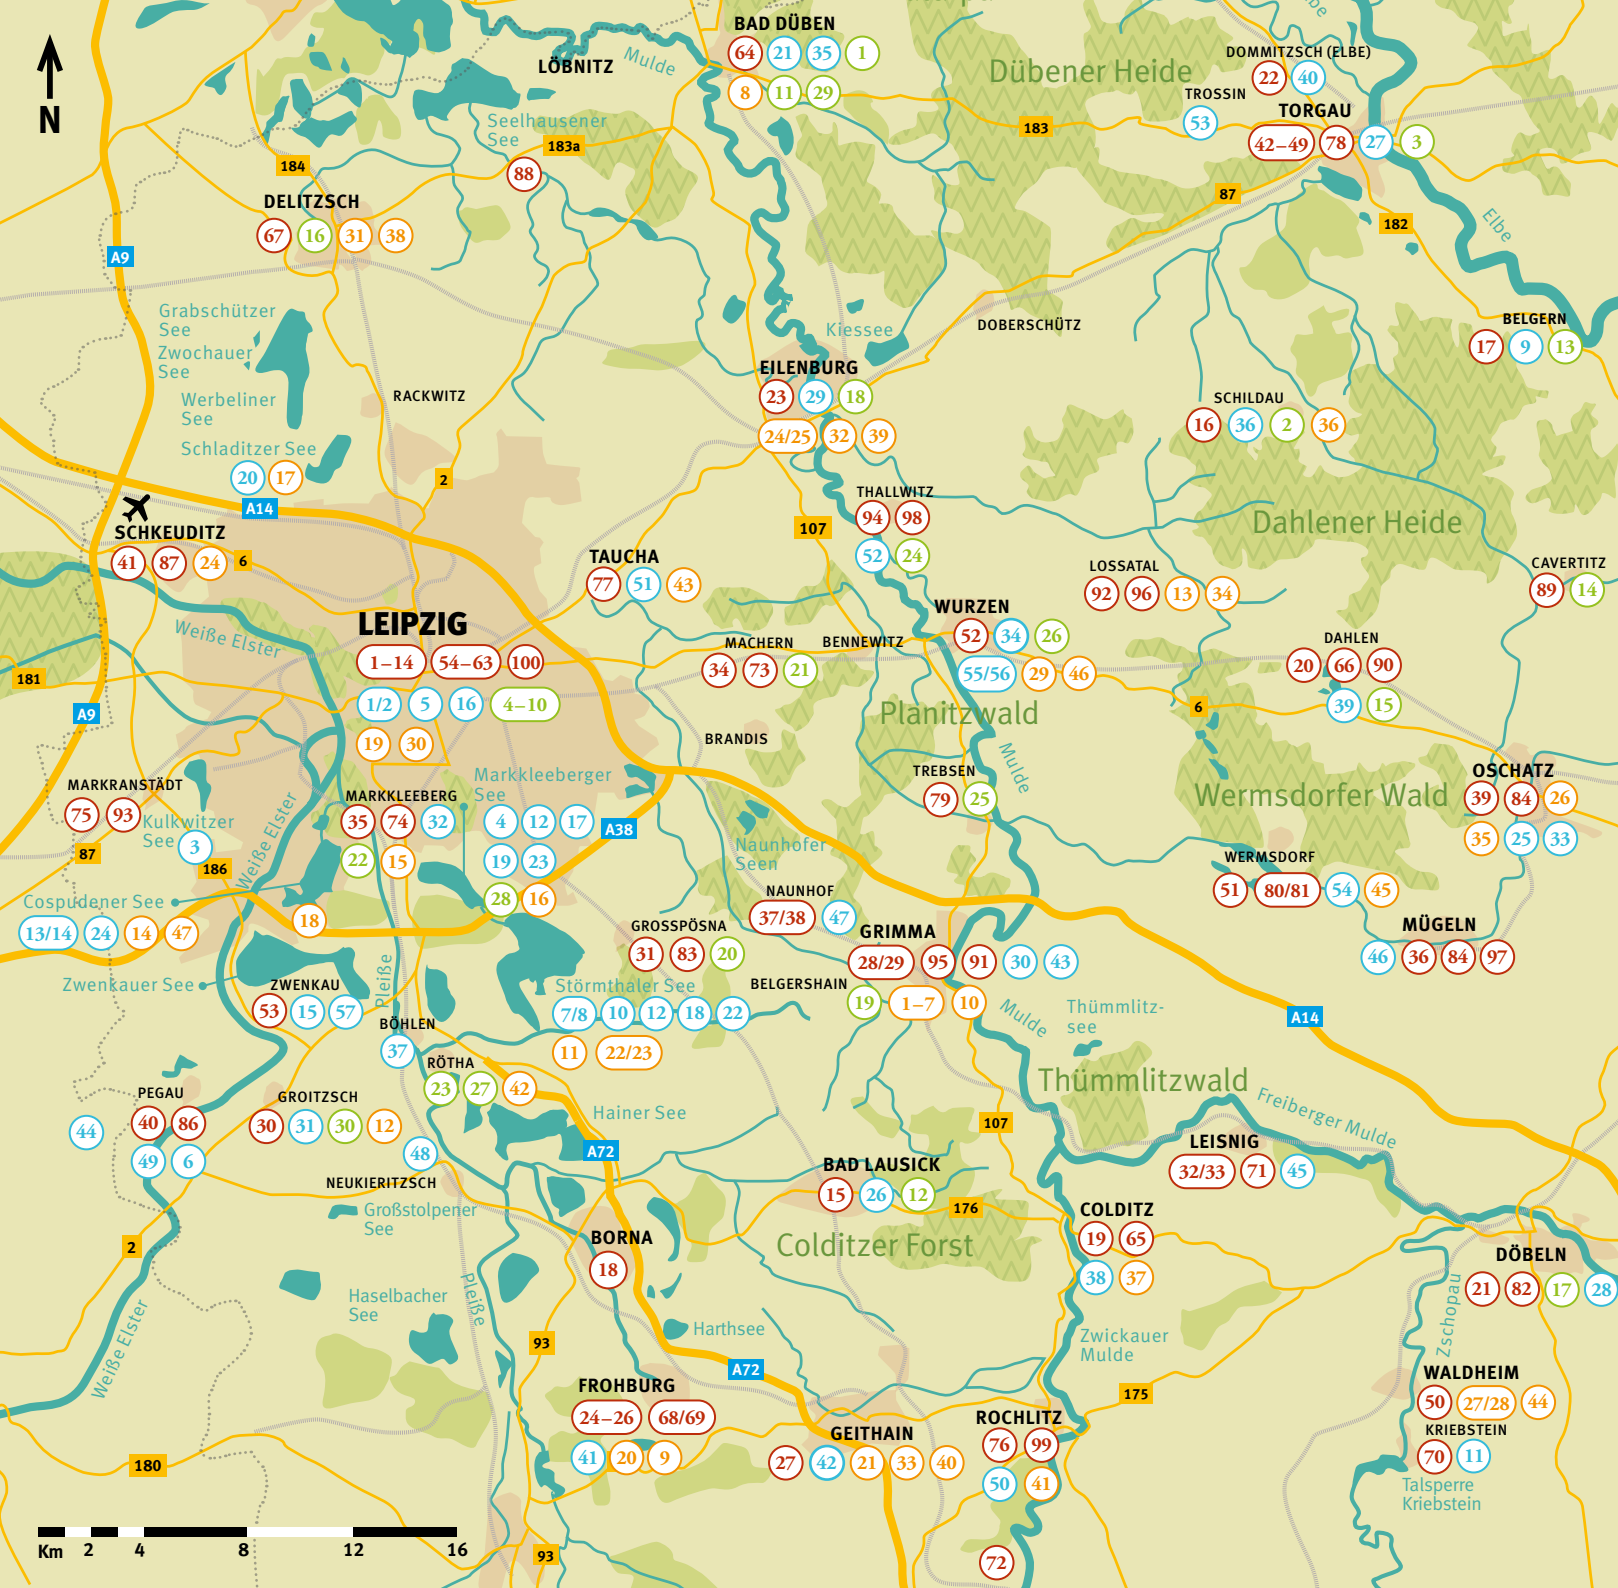 BAD DÜBEN
64 21 35 1
8 11 29
LÖBNITZ
Mulde
Dübener Heide
DOMMITZSCH (ELBE)
22 40
TROSSIN
53
TORGAU
42–49 78 27 3
N
Seelhausener
See
183a
183
184
88
87
182
Elbe
DELITZSCH
67 16 31 38
A9
Grabschützer
See
Zwochauer
See
Werbeliner
See
Schladitzer See
20 17
Kiessee
DOBERSCHÜTZ
BELGERN
17 9 13
EILENBURG
23 29 18
24/25 32 39
RACKWITZ
SCHILDAU
16 36 2 36
2
A14
THALLWITZ
94 98
52 24
107
Dahlener Heide
SCHKEUDITZ
41 87 24
6
TAUCHA
77 51 43
LOSSATAL
92 96 13 34
CAVERTITZ
89 14
Weiße Elster
LEIPZIG
1–14 54–63 100
1/2 5 16 4–10
19 30
WURZEN
52 34 26
55/56 29 46
MACHERN
34 73 21
BENNEWITZ
DAHLEN
20 66 90
39 15
181
A9
6
Planitzwald
Mulde
BRANDIS
TREBSEN
79 25
Wermsdorfer Wald
OSCHATZ
39 84 26
35 25 33
MARKRANSTÄDT
75 93
Kulkwitzer
See
3
87
186
Weiße Elster
MARKKLEEBERG
35 74 32
22 15
Markkleeberger
See
4 12 17
19 23
28 16
A38
Naunhofer
Seen
WERMSDORF
51 80/81 54 45
Cospudener See
13/14 24 14 47
18
NAUNHOF
37/38 47
MÜGELN
46 36 84 97
GROSSPÖSNA
31 83 20
GRIMMA
28/29 95 91 30 43
19 1–7 10
Zwenkauer See
ZWENKAU
53 15 57
Pleiße
Störmthaler See
7/8 10 12 18 22
11 22/23
BELGERSHAIN
Mulde
Thümmlitz-
see
A14
BÖHLEN
37
RÖTHA
23 27 42
Thümmlitzwald
Freiberger Mulde
PEGAU
44
40 86
49 6
GROITZSCH
30 31 30 12
Hainer See
A72
107
LEISNIG
32/33 71 45
48
NEUKIERITZSCH
BAD LAUSICK
15 26 12
176
Großstolpener
See
COLDITZ
19 65
38 37
Colditzer Forst
2
BORNA
18
DÖBELN
21 82 17 28
Weiße Elster
Haselbacher
See
Pleiße
Harthsee
Zschopau
93
Zwickauer
Mulde
A72
175
WALDHEIM
50 27/28 44
KRIEBSTEIN
70 11
Talsperre
Kriebstein
FROHBURG
24–26 68/69
41 20 9
GEITHAIN
27 42 21 33 40
ROCHLITZ
76 99
50 41
180
72
93
Km 2 4 8 12 16